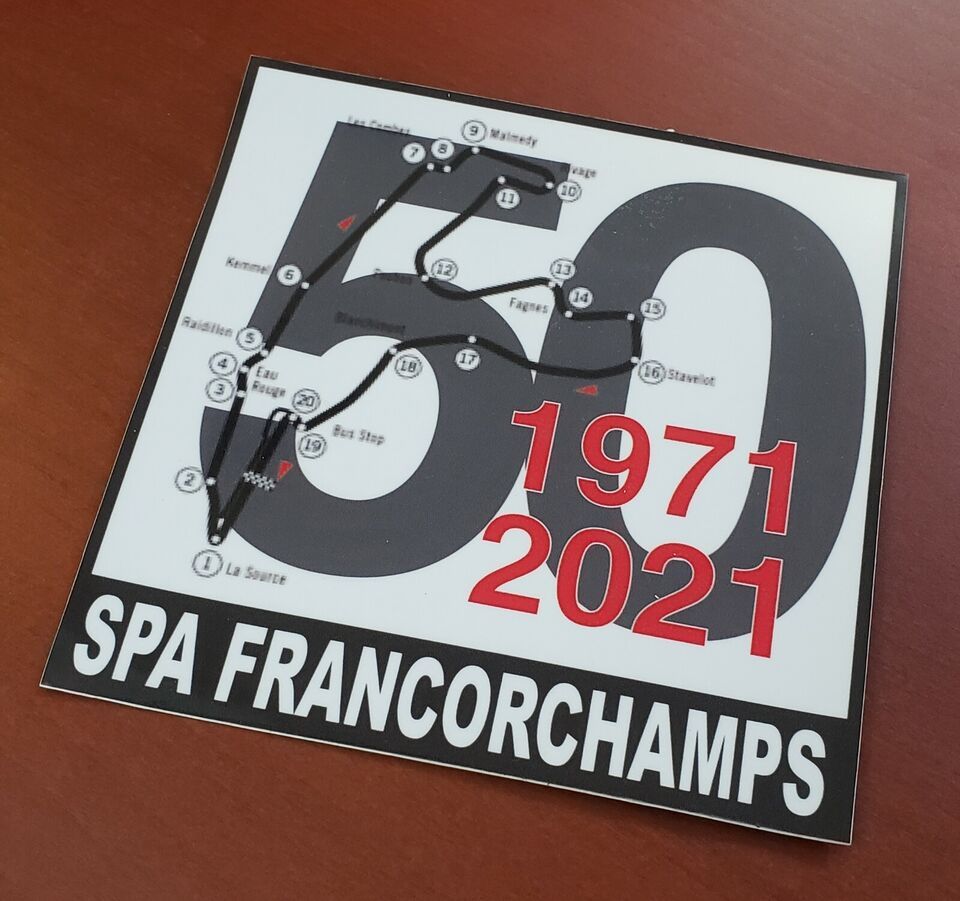 50
Les Combes
9 Malmedy
7 8
10
11
Kemmel 6
12
13
Fagnes 14
15
Raidillon 5
Blanchimont
17
18
16 Stavelot
4 Eau
3 Rouge
20
19
Bus Stop
2
1 La Source
1971
2021
SPA FRANCORCHAMPS